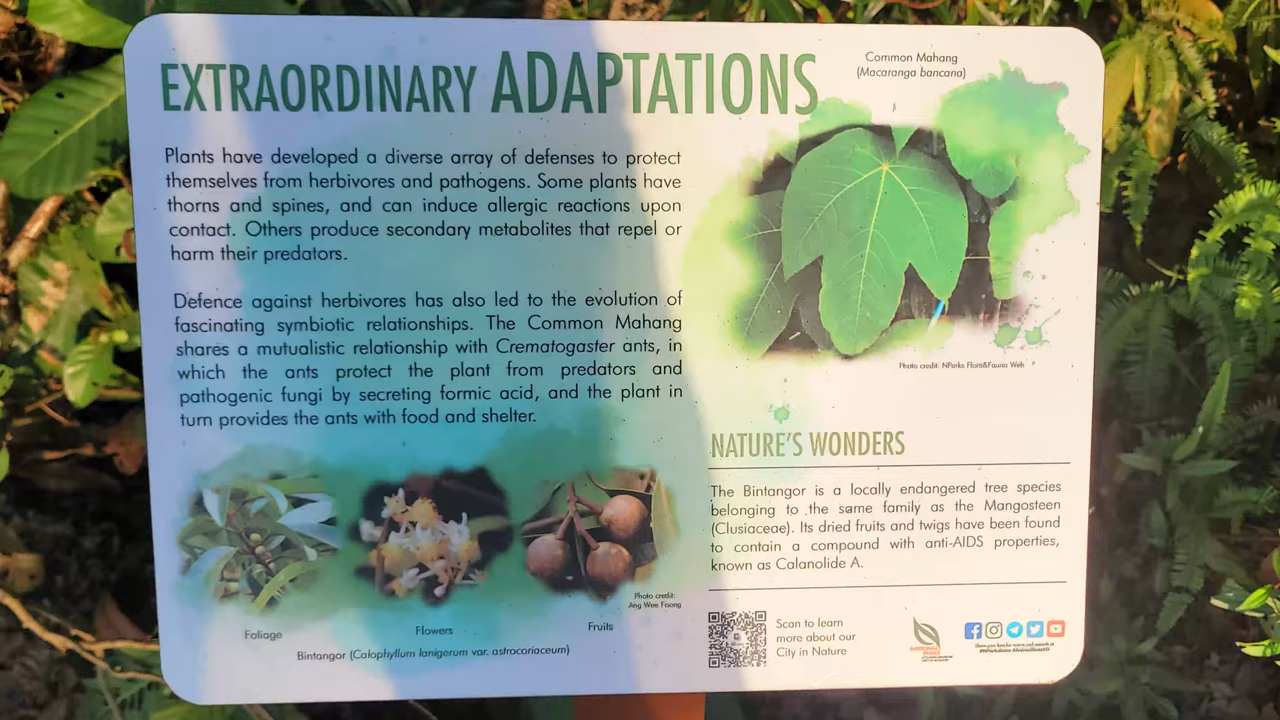 EXTRAORDINARY ADAPTATIONS
Plants have developed a diverse array of defenses to protect
themselves from herbivores and pathogens. Some plants have
thorns and spines, and can induce allergic reactions upon
contact. Others produce secondary metabolites that repel or
harm their predators.
Defence against herbivores has also led to the evolution of
fascinating symbiotic relationships. The Common Mahang
shares a mutualistic relationship with Crematogaster ants, in
which the ants protect the plant from predators and
pathogenic fungi by secreting formic acid, and the plant in
turn provides the ants with food and shelter.
Photo credit:
Ang Wee Foong
Foliage
Flowers
Fruits
Bintangor (Calophyllum lanigerum var. astrocoriaceum)
Common Mahang
(Macaranga bancana)
Photo credit: NParks Flora&Fauna Web
NATURE'S WONDERS
The Bintangor is a locally endangered tree species
belonging to the same family as the Mangosteen
(Clusiaceae). Its dried fruits and twigs have been found
to contain a compound with anti-AIDS properties,
known as Calanolide A.
Scan to learn
more about our
City in Nature